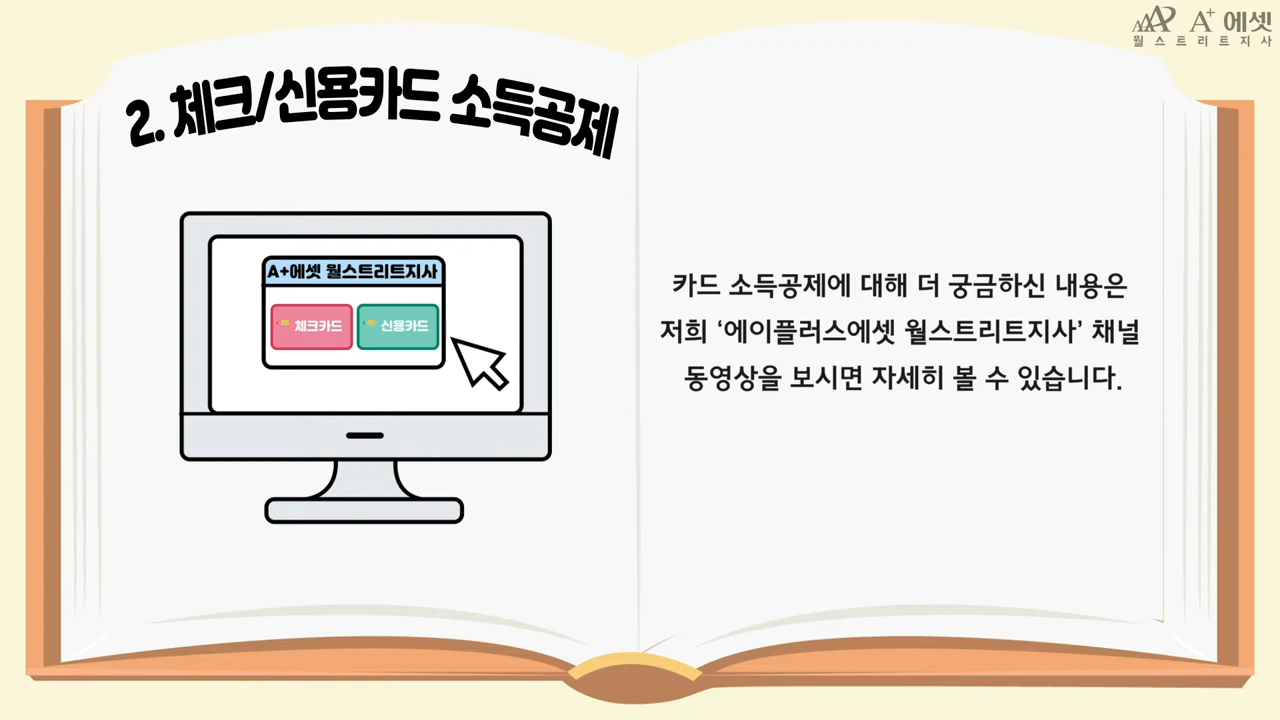 A+ 에셋
월스트리트지사
2. 체크/신용카드 소득공제
A+에셋 월스트리트지사
체크카드
신용카드
카드 소득공제에 대해 더 궁금하신 내용은
저희 ‘에이플러스에셋 월스트리트지사’ 채널
동영상을 보시면 자세히 볼 수 있습니다.